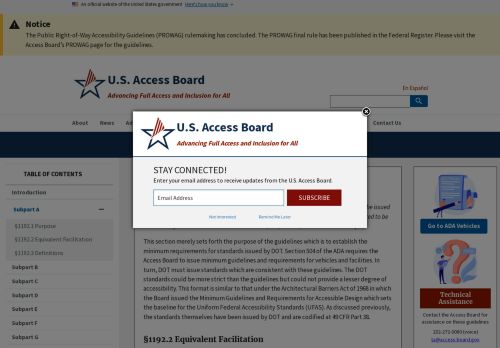 An official website of the United States government Here's how you know
Notice
The Public Right-of-Way Accessibility Guidelines (PROWAG) rulemaking has concluded. The PROWAG final rule has been published in the Federal Register. Please visit the
Access Board's PROWAG page for the guidelines.
U.S. Access Board
Advancing Full Access and Inclusion for All
En Español
About
News
Contact Us
U.S. Access Board
Advancing Full Access and Inclusion for All
STAY CONNECTED!
Enter your email address to receive updates from the U.S. Access Board.
Email Address
SUBSCRIBE
Not Interested
Remind Me Later
TABLE OF CONTENTS
Introduction
Subpart A
§1192.1 Purpose
§1192.2 Equivalent Facilitation
§1192.3 Definitions
Subpart B
Subpart C
Subpart D
Subpart E
Subpart F
Subpart G
be issued
to be
This section merely sets forth the purpose of the guidelines which is to establish the
minimum requirements for standards issued by DOT. Section 504 of the ADA requires the
Access Board to issue minimum guidelines and requirements for vehicles and facilities. In
turn, DOT must issue standards which are consistent with these guidelines. The DOT
standards could be more strict than the guidelines but could not provide a lesser degree of
accessibility. This format is similar to that under the Architectural Barriers Act of 1968 in
which the Board issued the Minimum Guidelines and Requirements for Accessible Design which sets
the baseline for the Uniform Federal Accessibility Standards (UFAS). As discussed previously,
the standards themselves have been issued by DOT and are codified at 49 CFR Part 38.
§1192.2 Equivalent Facilitation
Go to ADA Vehicles
Technical
Assistance
Contact the Access Board for
assistance on these guidelines
202-272-0080 (voice)
ta@access-board.gov